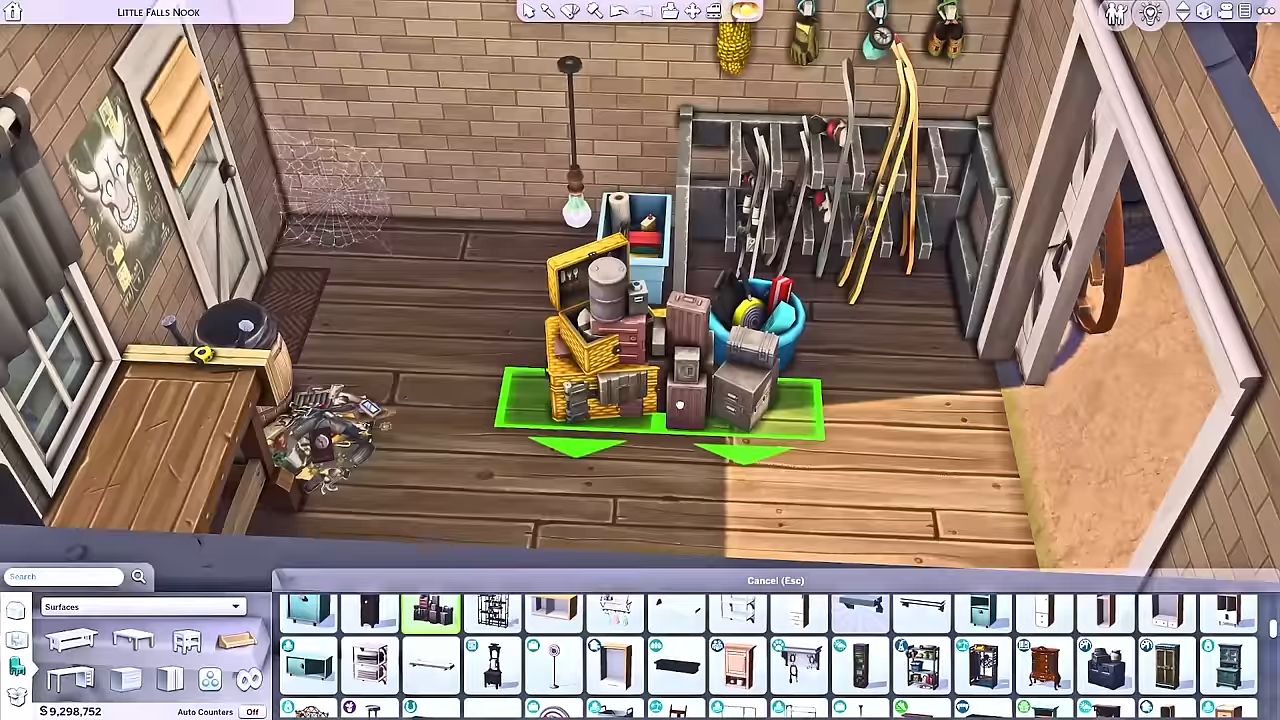 LITTLE FALLS NOOK
Cancel (Esc)
Search
Surfaces
$9,298,752
Auto Counters
Off